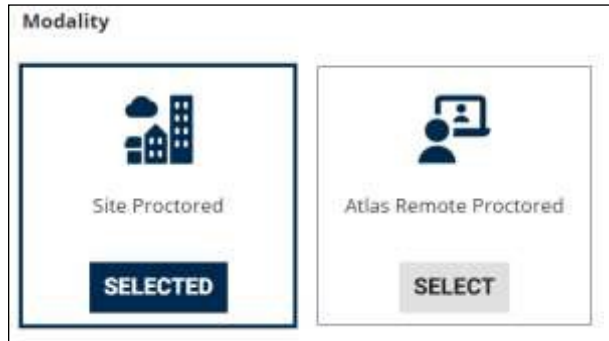 Modality
Site Proctored
Atlas Remote Proctored
SELECTED
SELECT